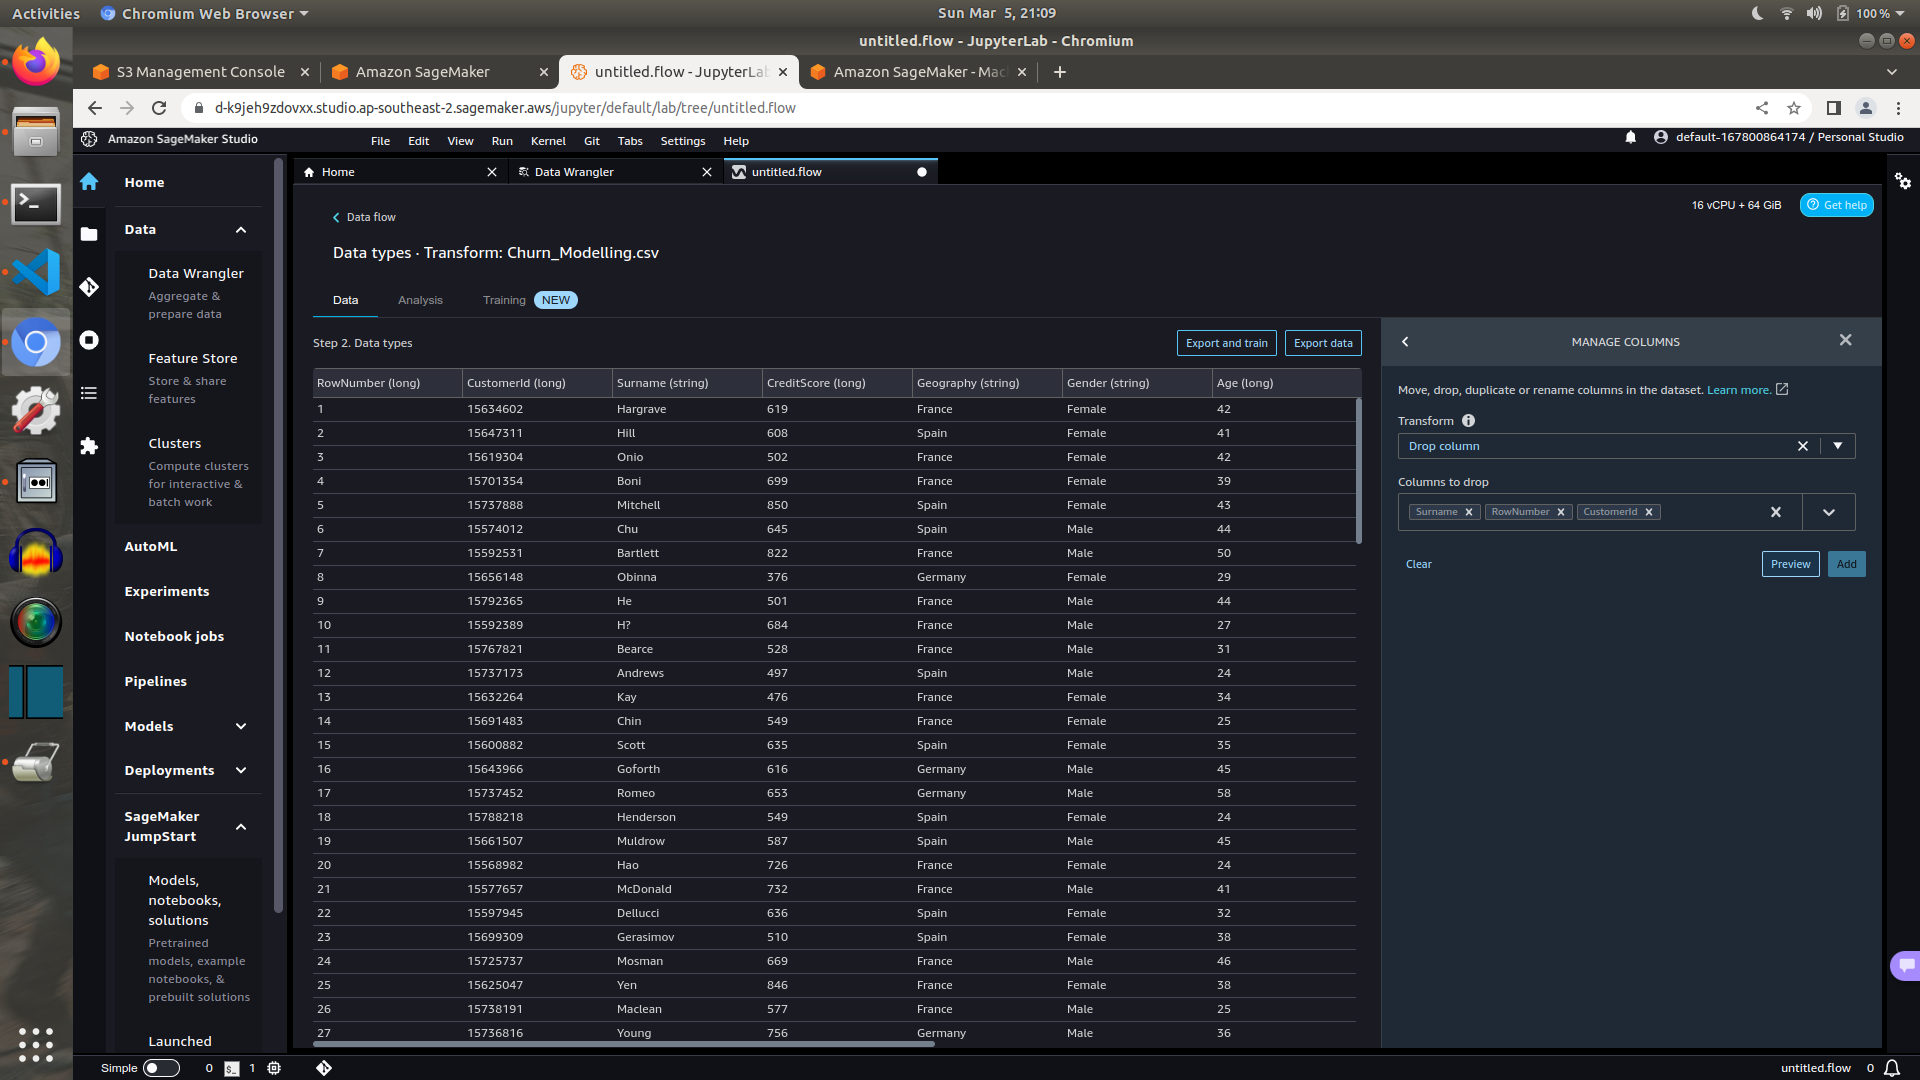 Activities
Chromium Web Browser
Sun Mar 5, 21:09
100 %
untitled.flow - JupyterLab - Chromium
S3 Management Console
Amazon SageMaker
untitled.flow - JupyterLab
Amazon SageMaker - Mac
d-k9jeh9zdovxx.studio.ap-southeast-2.sagemaker.aws/jupyter/default/lab/tree/untitled.flow
Amazon SageMaker Studio
File Edit View Run Kernel Git Tabs Settings Help
default-167800864174 / Personal Studio
Home
Data
Data Wrangler
Aggregate &
prepare data
Feature Store
Store & share
features
Clusters
Compute clusters
for interactive &
batch work
AutoML
Experiments
Notebook jobs
Pipelines
Models
Deployments
SageMaker
JumpStart
Models,
notebooks,
solutions
Pretrained
models, example
notebooks, &
prebuilt solutions
Launched
Home
Data Wrangler
untitled.flow
Data flow
16 vCPU + 64 GiB
Get help
Data types · Transform: Churn_Modelling.csv
Data
Analysis
Training NEW
Step 2. Data types
Export and train
Export data
RowNumber (long) CustomerId (long) Surname (string) CreditScore (long) Geography (string) Gender (string) Age (long)
1 15634602 Hargrave 619 France Female 42
2 15647311 Hill 608 Spain Female 41
3 15619304 Onio 502 France Female 42
4 15701354 Boni 699 France Female 39
5 15737888 Mitchell 850 Spain Female 43
6 15574012 Chu 645 Spain Male 44
7 15592531 Bartlett 822 France Male 50
8 15656148 Obinna 376 Germany Female 29
9 15792365 He 501 France Male 44
10 15592389 H? 684 France Male 27
11 15767821 Bearce 528 France Male 31
12 15737173 Andrews 497 Spain Male 24
13 15632264 Kay 476 France Female 34
14 15691483 Chin 549 France Female 25
15 15600882 Scott 635 Spain Female 35
16 15643966 Goforth 616 Germany Male 45
17 15737452 Romeo 653 Germany Male 58
18 15788218 Henderson 549 Spain Female 24
19 15661507 Muldrow 587 Spain Male 45
20 15568982 Hao 726 France Female 24
21 15577657 McDonald 732 France Male 41
22 15597945 Dellucci 636 Spain Female 32
23 15699309 Gerasimov 510 Spain Female 38
24 15725737 Mosman 669 France Male 46
25 15625047 Yen 846 France Female 38
26 15738191 Maclean 577 France Male 25
27 15736816 Young 756 Germany Male 36
MANAGE COLUMNS
Move, drop, duplicate or rename columns in the dataset. Learn more.
Transform
Drop column
Columns to drop
Surname RowNumber CustomerId
Clear
Preview
Add
Simple
0
$_
1
untitled.flow
0